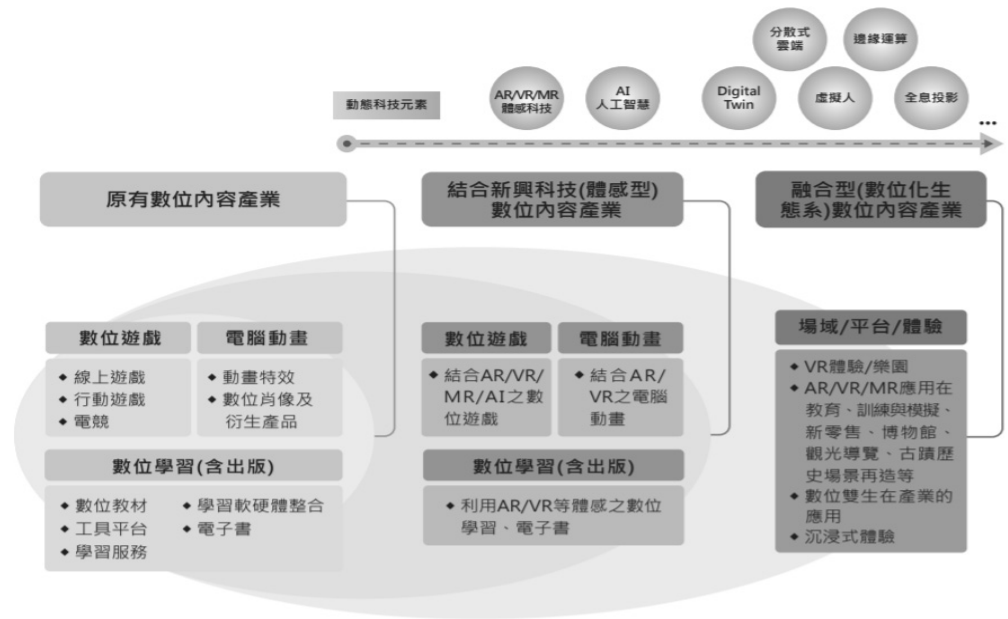 分散式
雲端
邊緣運算
動態科技元素
AR/VR/MR
體感科技
AI
人工智慧
Digital
Twin
虛擬人
全息投影
...
原有數位內容產業
結合新興科技(體感型)
數位內容產業
融合型(數位化生
態系)數位內容產業
數位遊戲
◆ 線上遊戲
◆ 行動遊戲
◆ 電競
電腦動畫
◆ 動畫特效
◆ 數位肖像及
衍生產品
數位學習(含出版)
◆ 數位教材
◆ 工具平台
◆ 學習服務
◆ 學習軟硬體整合
◆ 電子書
數位遊戲
◆ 結合AR/VR/
MR/AI之數
位遊戲
電腦動畫
◆ 結合AR/
VR之電腦
動畫
數位學習(含出版)
◆ 利用AR/VR等體感之數位
學習、電子書
場域/平台/體驗
◆ VR體驗/樂園
◆ AR/VR/MR應用在
教育、訓練與模擬、
新零售、博物館、
觀光導覽、古蹟歷
史場景再造等
◆ 數位雙生在產業的
應用
◆ 沉浸式體驗